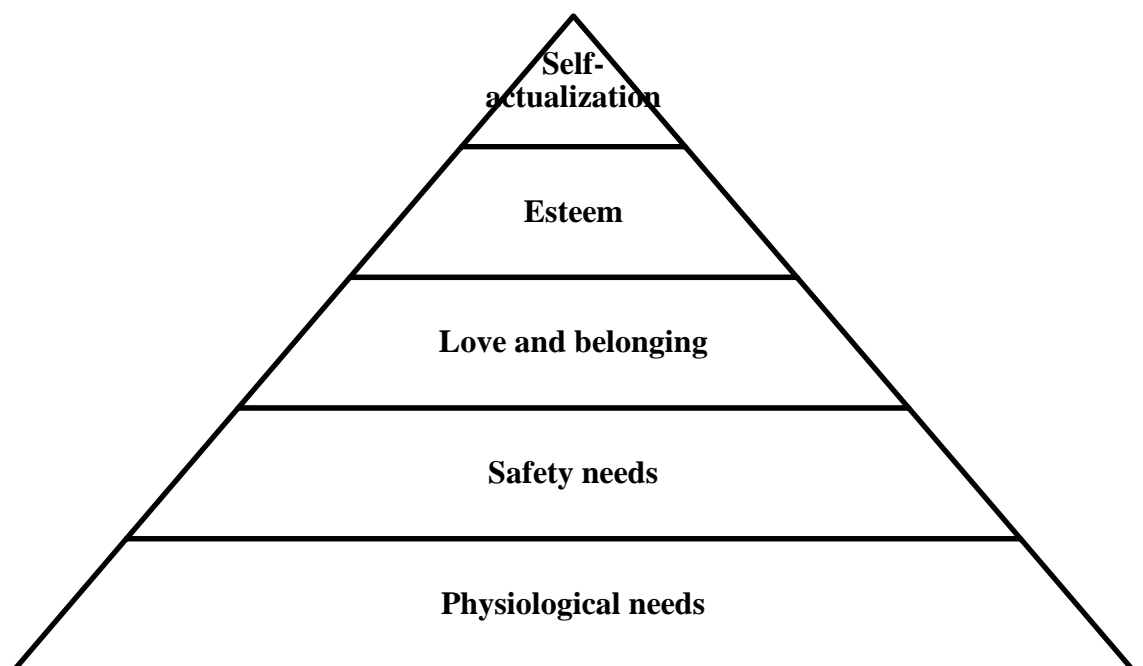 Self-
actualization
Esteem
Love and belonging
Safety needs
Physiological needs